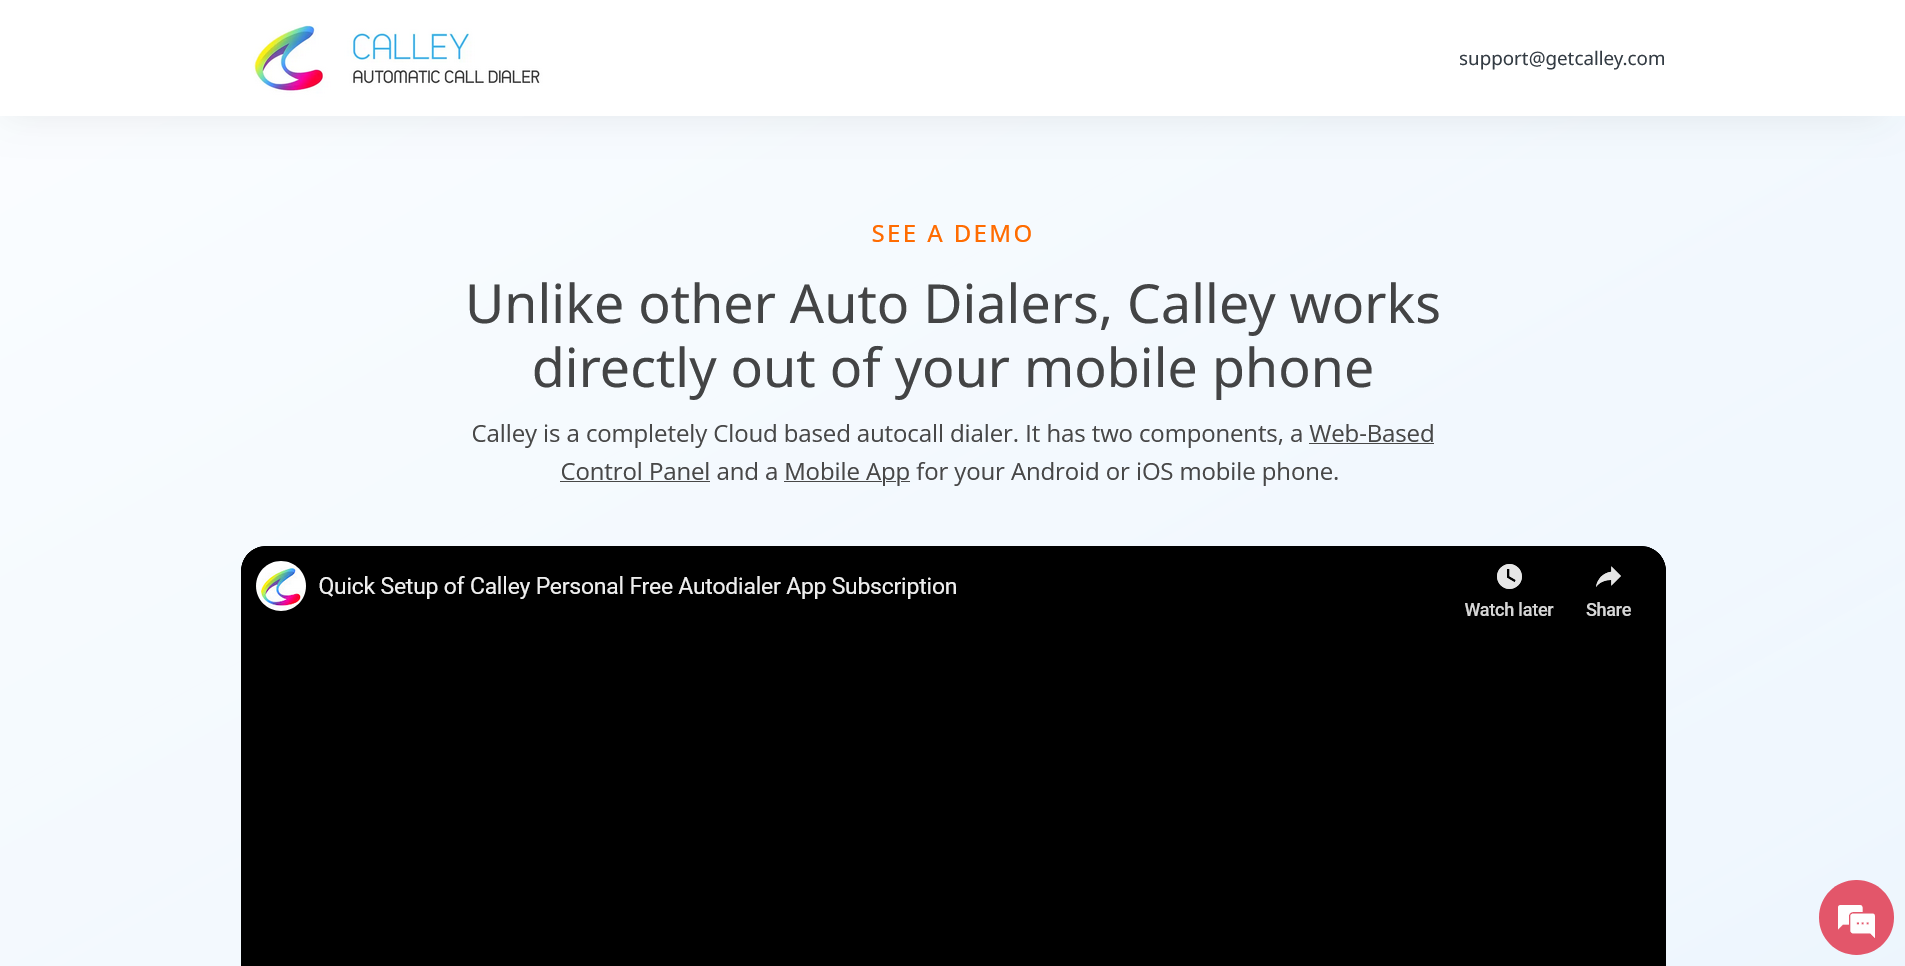 CALLEY
AUTOMATIC CALL DIALER
support@getcalley.com
SEE A DEMO
Unlike other Auto Dialers, Calley works
directly out of your mobile phone
Calley is a completely Cloud based autocall dialer. It has two components, a Web-Based
Control Panel and a Mobile App for your Android or iOS mobile phone.
Quick Setup of Calley Personal Free Autodialer App Subscription
Watch later
Share